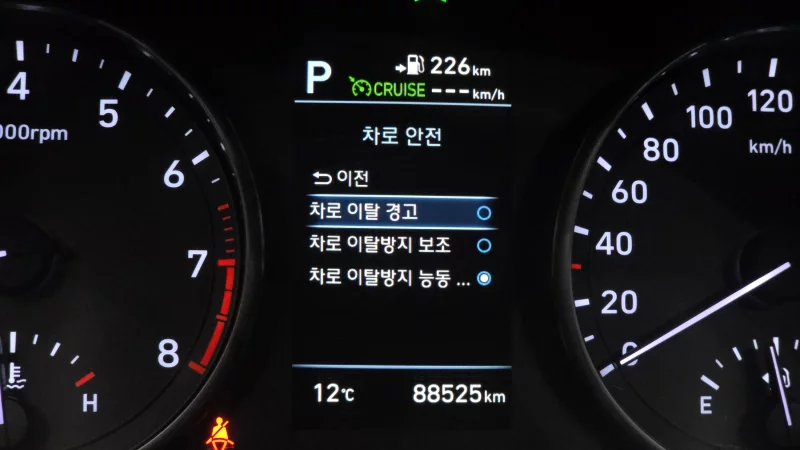 4
5
6
7
8
000rpm
H
P
226 km
CRUISE --- km/h
차로 안전
이전
차로 이탈 경고
차로 이탈방지 보조
차로 이탈방지 능동 ...
12℃
88525km
120
100
80
60
40
20
0
km/h
E